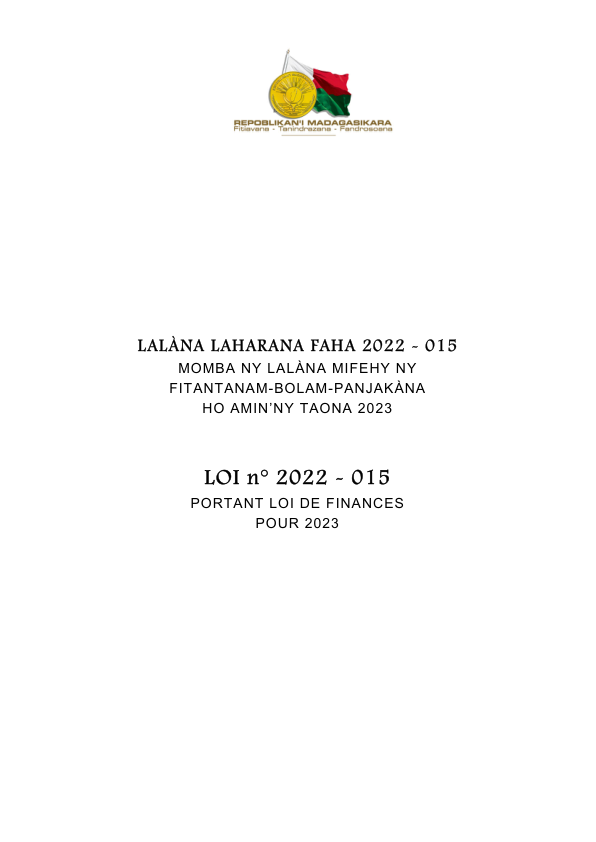 REPOBLIKAN'I MADAGASIKARA
Fitiavana - Tanindrazana - Fandrosoana
LALÀNA LAHARANA FAHA 2022 - 015
MOMBA NY LALÀNA MIFEHY NY
FITANTANAM-BOLAM-PANJAKÀNA
HO AMIN’NY TAONA 2023
LOI n° 2022 - 015
PORTANT LOI DE FINANCES
POUR 2023